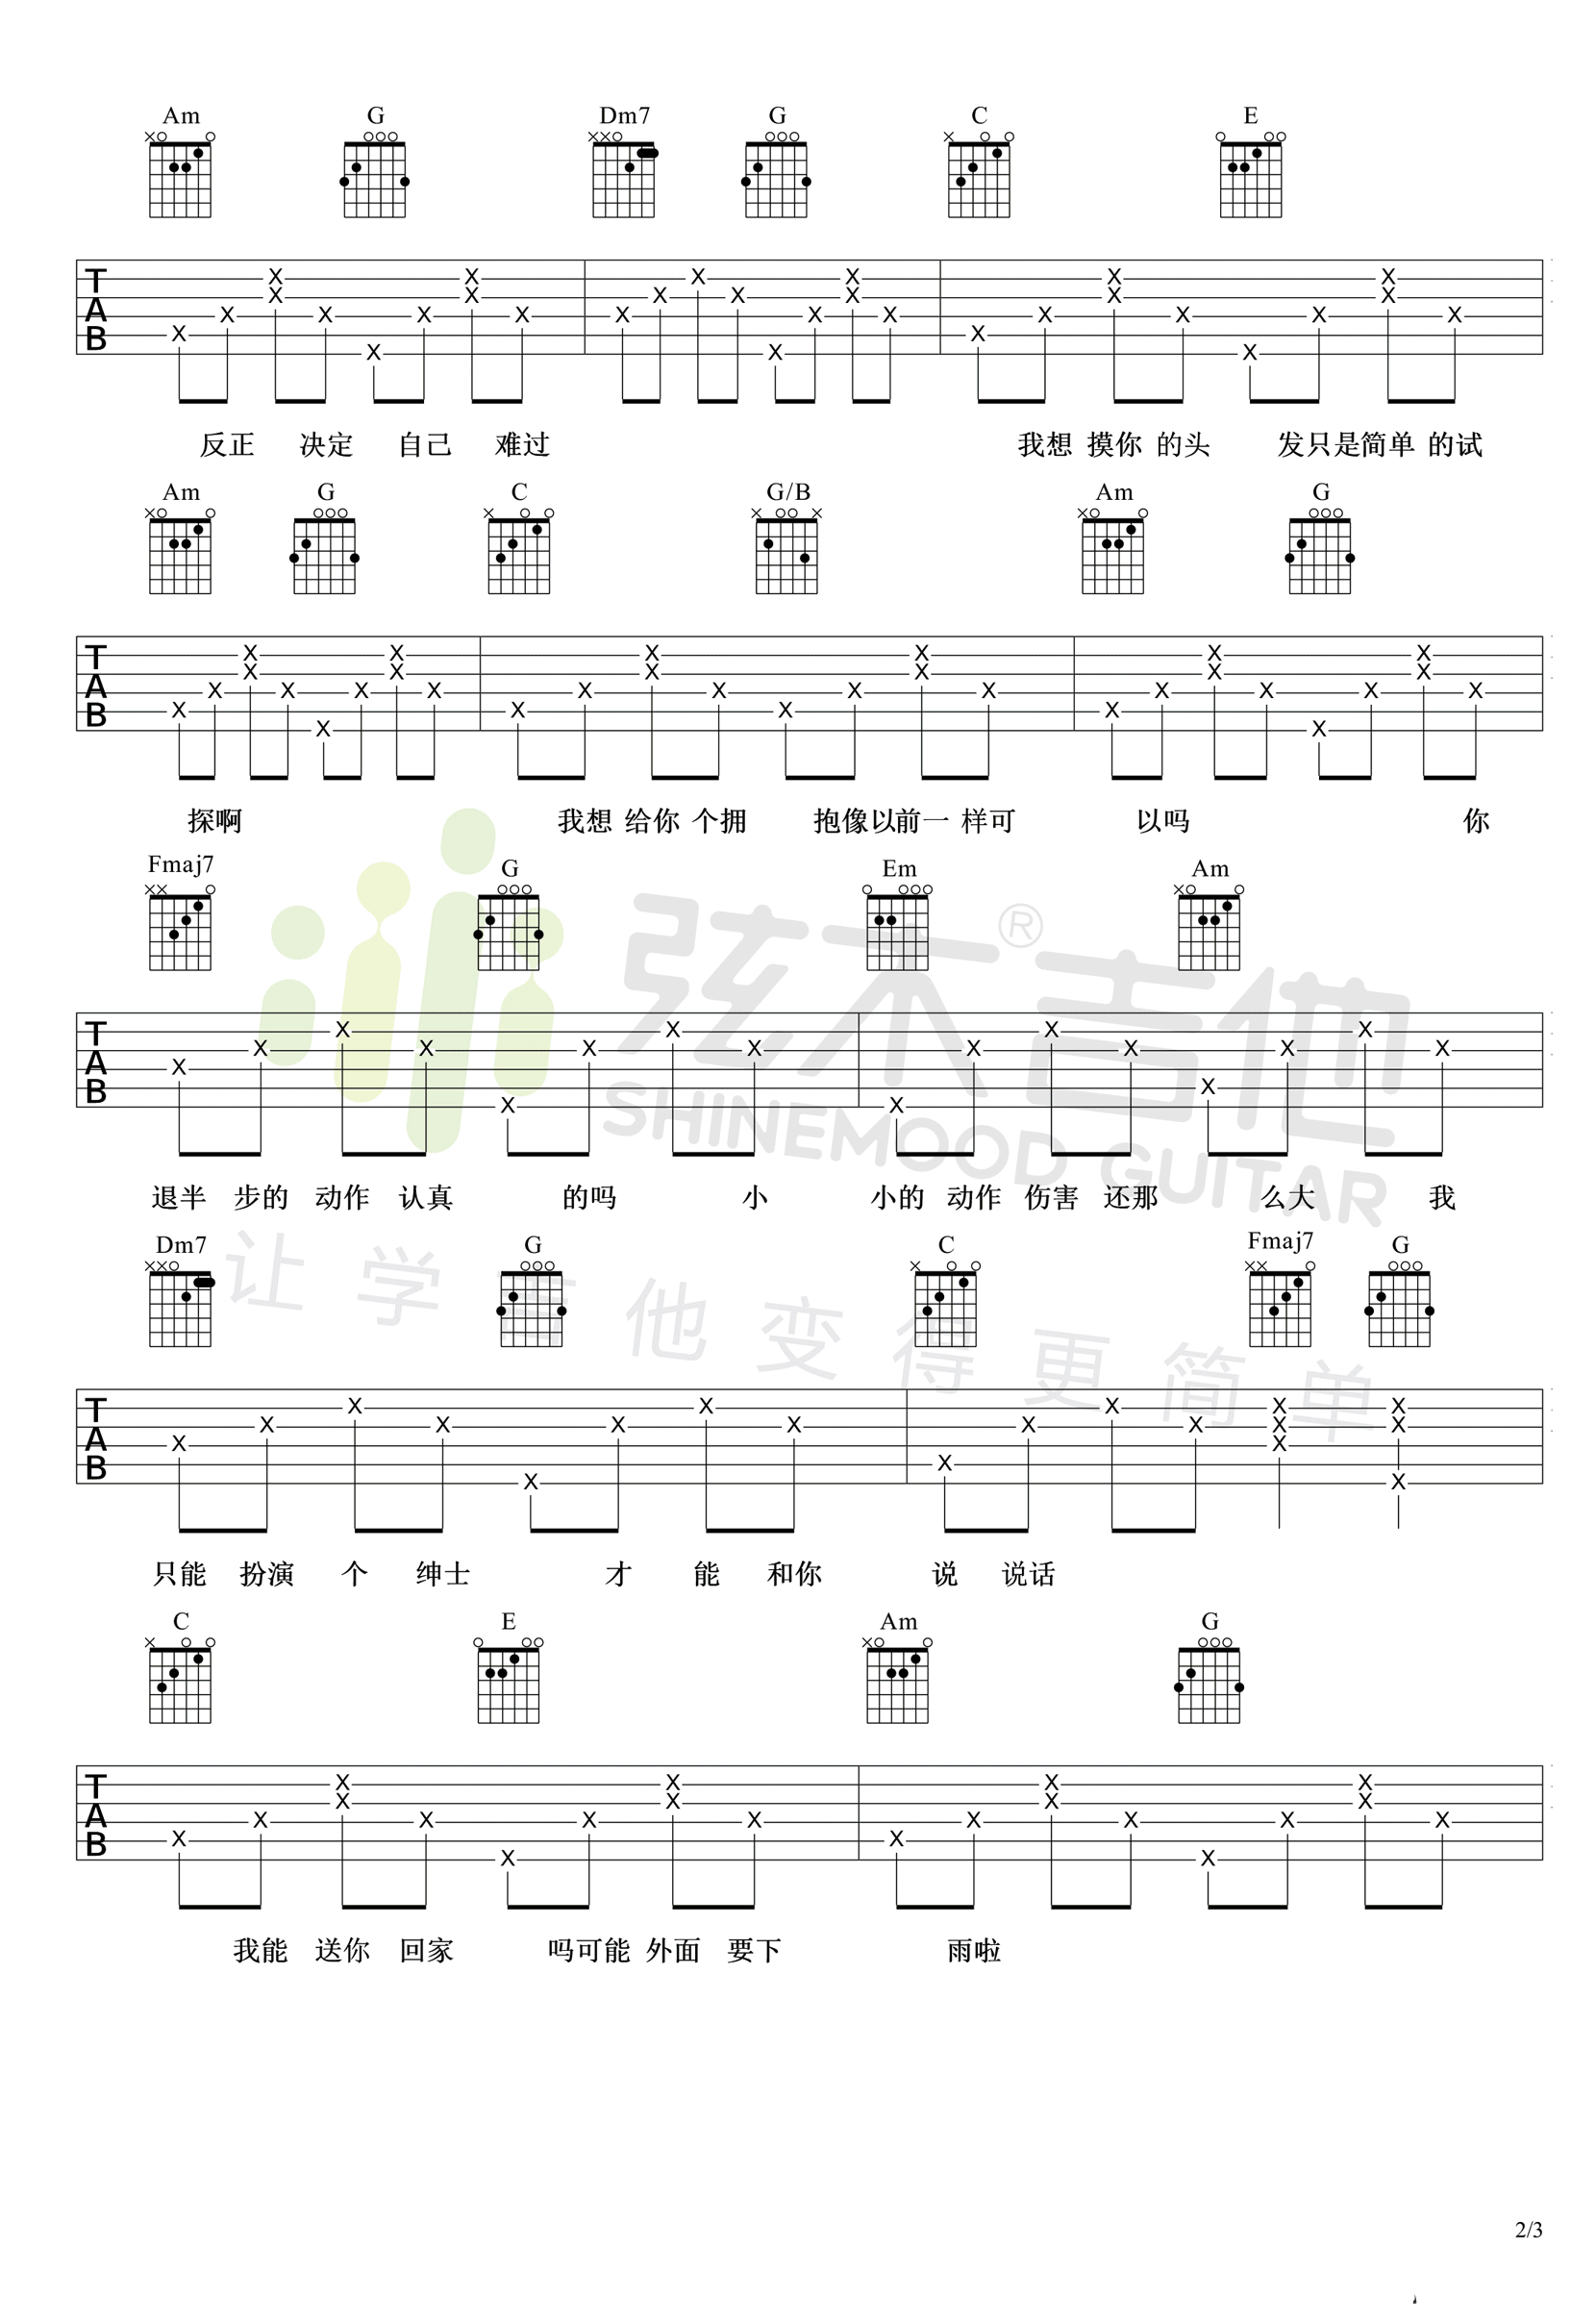 Am G Dm7 G C E
T A B
反正 决定 自己 难过 我想 摸你 的头 发只是简单 的试
Am G C G/B Am G
T A B
探啊 我想 给你 个拥 抱像以前一 样可 以吗 你
Fmaj7 G Em Am
弦木吉他®
T A B
SHINEMOOD GUITAR
退半 步的 动作 认真 的吗 小 小的 动作 伤害 还那 么大 我
让学吉他变得更简单
Dm7 G C Fmaj7 G
T A B
只能 扮演 个 绅士 才 能 和你 说 说话
C E Am G
T A B
我能 送你 回家 吗可能 外面 要下 雨啦
2/3